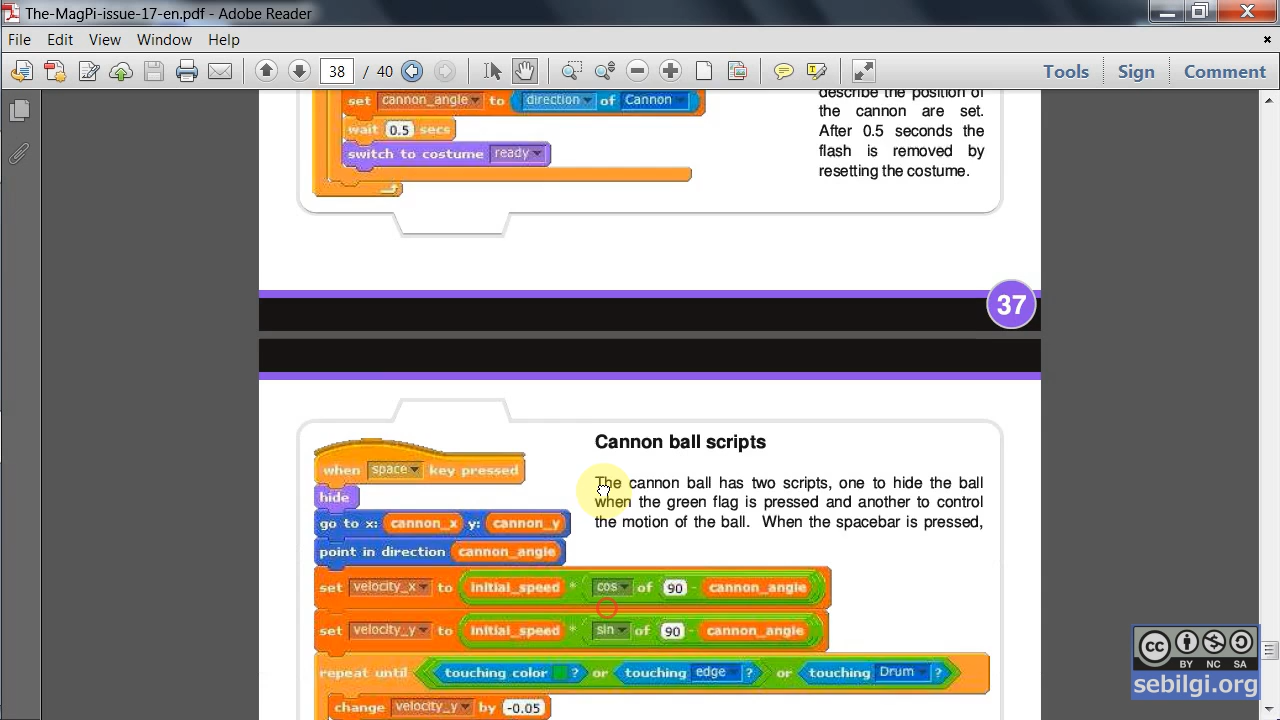 The-MagPi-issue-17-en.pdf - Adobe Reader
File Edit View Window Help
38 / 40 Tools Sign Comment
set cannon_angle to direction of Cannon
describe the position of
the cannon are set.
wait 0.5 secs
After 0.5 seconds the
switch to costume ready
flash is removed by
resetting the costume.
37
Cannon ball scripts
when space key pressed
The cannon ball has two scripts, one to hide the ball
hide
when the green flag is pressed and another to control
go to x: cannon_x y: cannon_y
the motion of the ball. When the spacebar is pressed,
point in direction cannon_angle
set velocity_x to initial_speed * cos of 90 - cannon_angle
set velocity_y to initial_speed * sin of 90 - cannon_angle
repeat until touching color ? or touching edge ? or touching Drum ?
change velocity_y by -0.05
cc BY NC SA
sebilgi.org